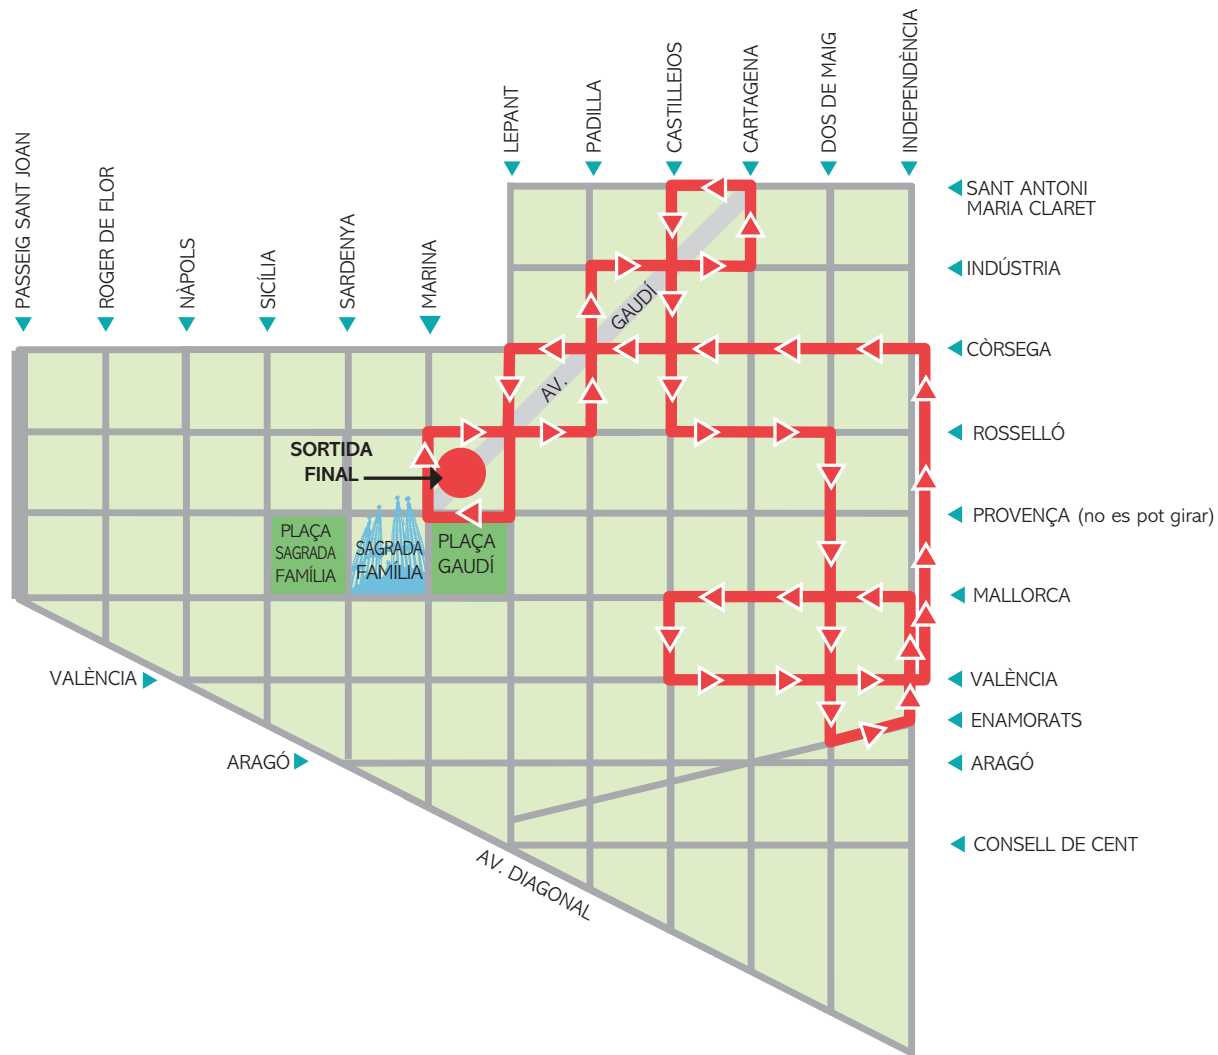 PASSEIG SANT JOAN
ROGER DE FLOR
NÀPOLS
SICÍLIA
SARDENYA
MARINA
LEPANT
PADILLA
CASTILLEJOS
CARTAGENA
DOS DE MAIG
INDEPENDÈNCIA
SANT ANTONI
MARIA CLARET
INDÚSTRIA
CÒRSEGA
ROSSELLÓ
PROVENÇA (no es pot girar)
MALLORCA
VALÈNCIA
ENAMORATS
ARAGÓ
CONSELL DE CENT
AV. GAUDÍ
SORTIDA
FINAL
PLAÇA
SAGRADA
FAMÍLIA
SAGRADA
FAMÍLIA
PLAÇA
GAUDÍ
VALÈNCIA
ARAGÓ
AV. DIAGONAL